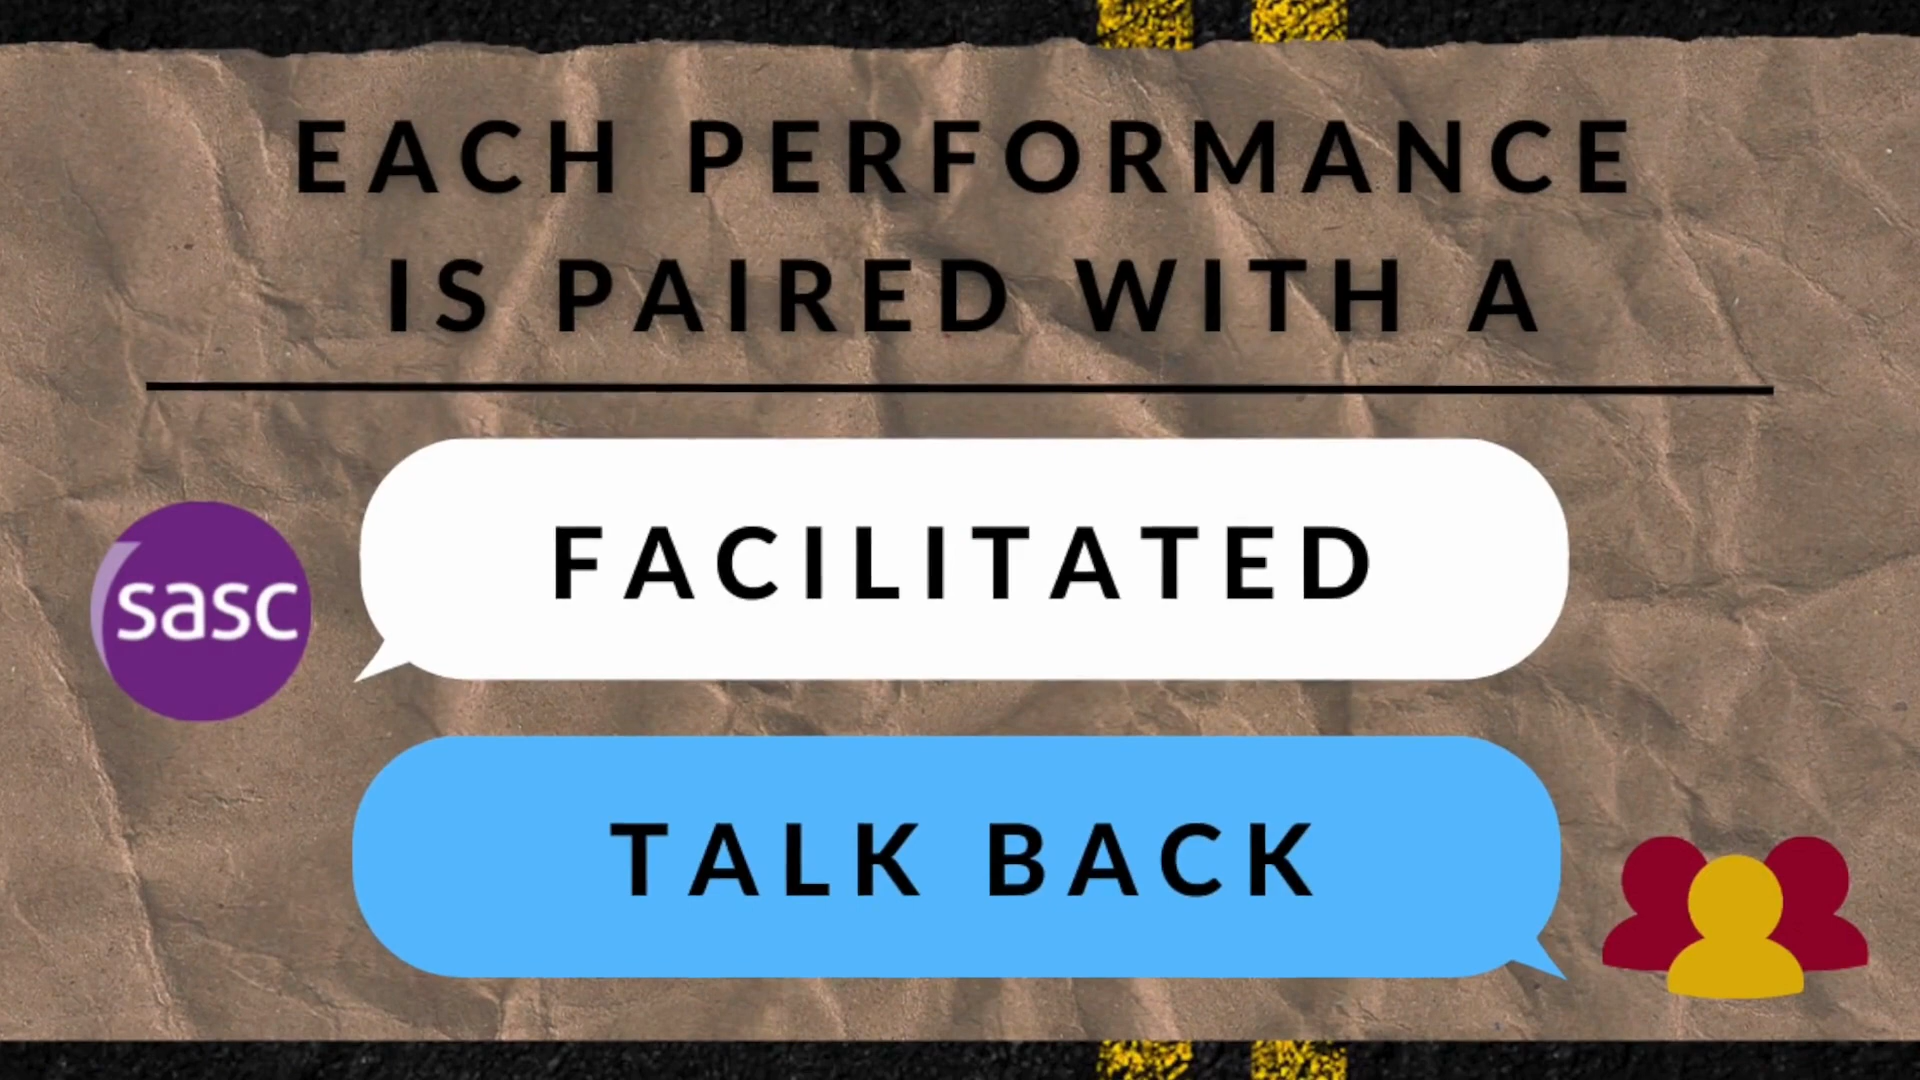 EACH PERFORMANCE
IS PAIRED WITH A
FACILITATED
sasc
TALK BACK